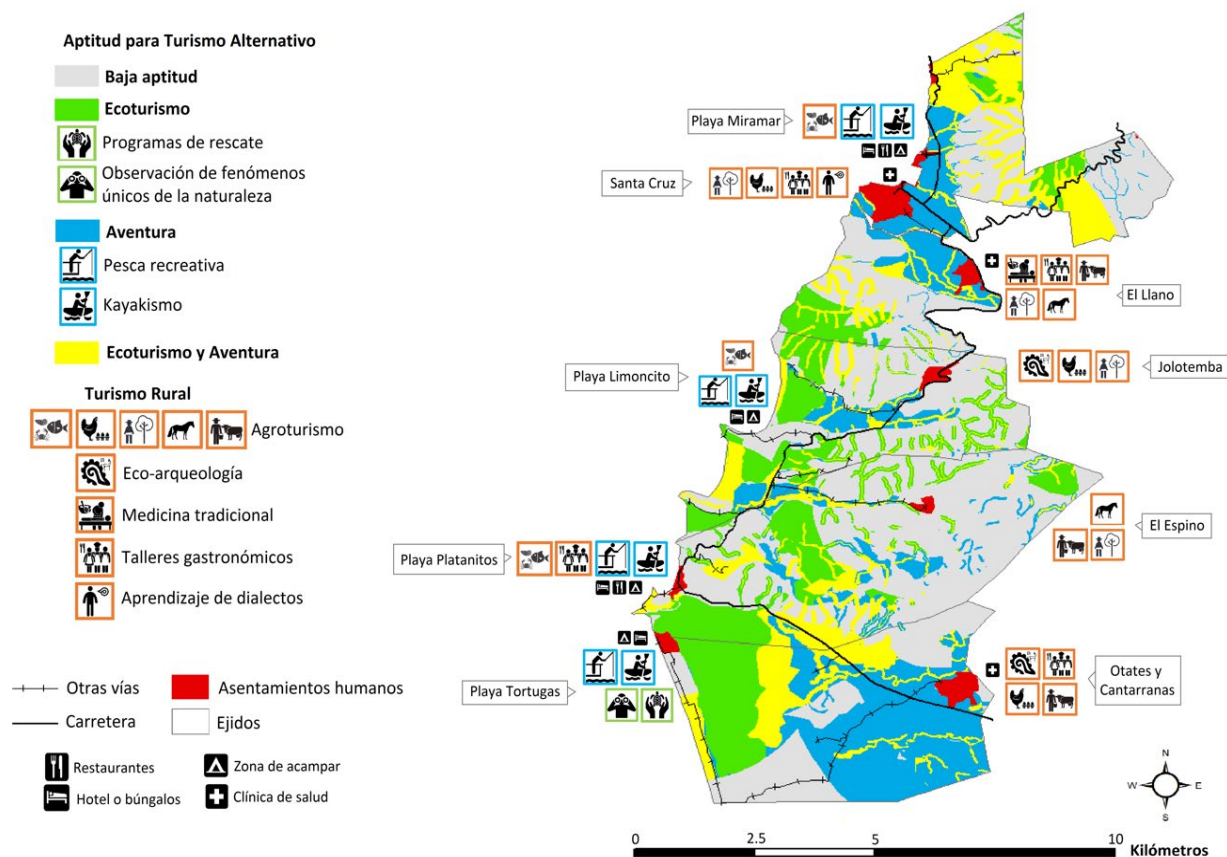 Aptitud para Turismo Alternativo
Baja aptitud
Ecoturismo
Programas de rescate
Observación de fenómenos
únicos de la naturaleza
Aventura
Pesca recreativa
Kayakismo
Ecoturismo y Aventura
Turismo Rural
Agroturismo
Eco-arqueología
Medicina tradicional
Talleres gastronómicos
Aprendizaje de dialectos
Otras vías
Asentamientos humanos
Carretera
Ejidos
Restaurantes
Zona de acampar
Hotel o búngalos
Clínica de salud
Playa Miramar
Santa Cruz
El Llano
Playa Limoncito
Jolotemba
El Espino
Playa Platanitos
Playa Tortugas
Otates y
Cantarranas
N
W E
S
0 2.5 5 10
Kilómetros